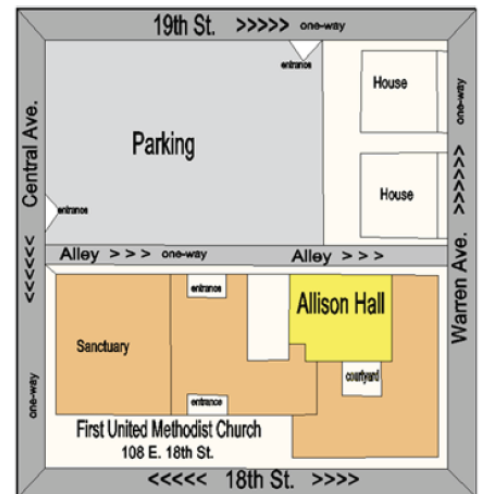 19th St. >>>>> one-way
entrance
House
one-way
Central Ave.
Parking
House
entrance
>>>>>>
<<<<<<
Alley >>> one-way
Alley >>>
Warren Ave.
entrance
Allison Hall
Sanctuary
courtyard
one-way
entrance
First United Methodist Church
108 E. 18th St.
<<<<< 18th St. >>>>